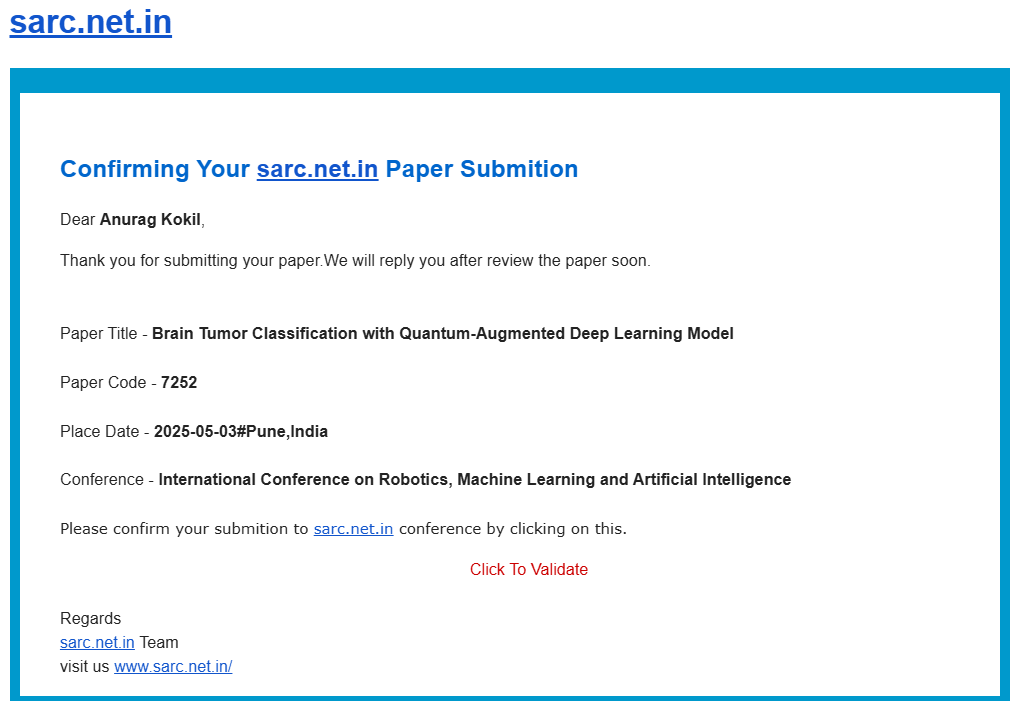 sarc.net.in
Confirming Your sarc.net.in Paper Submition
Dear Anurag Kokil,
Thank you for submitting your paper.We will reply you after review the paper soon.
Paper Title - Brain Tumor Classification with Quantum-Augmented Deep Learning Model
Paper Code - 7252
Place Date - 2025-05-03#Pune,India
Conference - International Conference on Robotics, Machine Learning and Artificial Intelligence
Please confirm your submition to sarc.net.in conference by clicking on this.
Click To Validate
Regards
sarc.net.in Team
visit us www.sarc.net.in/